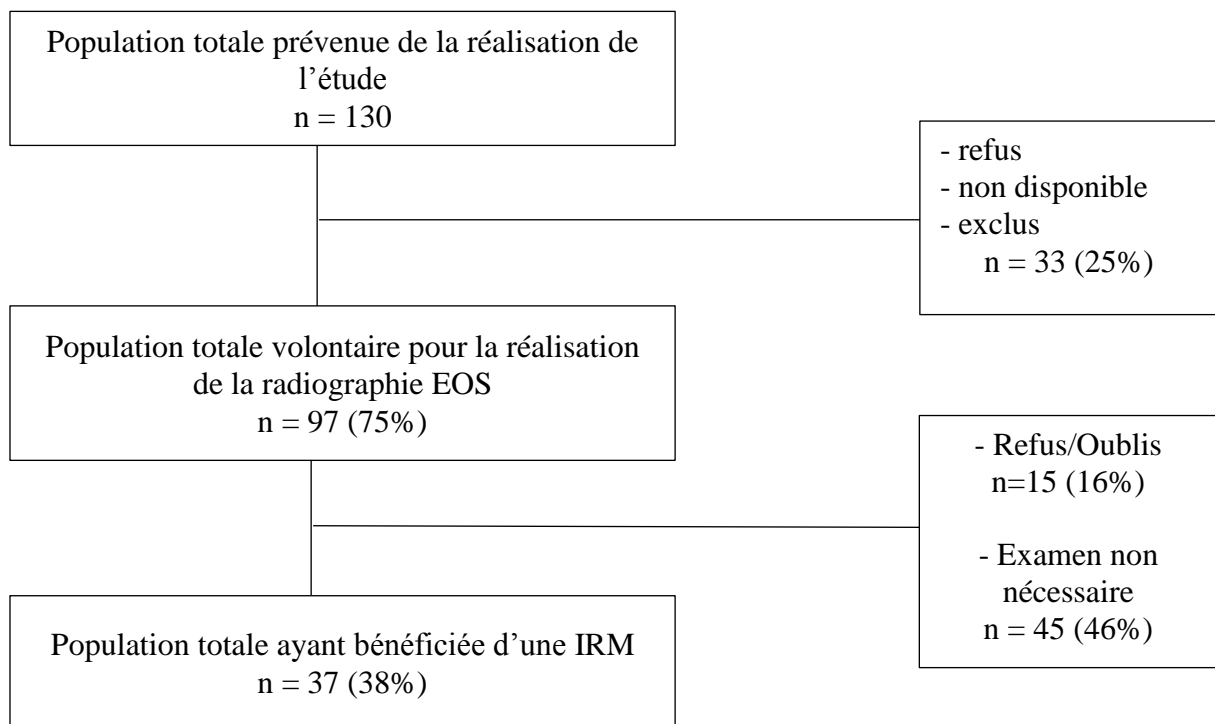 Population totale prévenue de la réalisation de
l’étude
n = 130
- refus
- non disponible
- exclus
n = 33 (25%)
Population totale volontaire pour la réalisation
de la radiographie EOS
n = 97 (75%)
- Refus/Oublis
n=15 (16%)
- Examen non
nécessaire
n = 45 (46%)
Population totale ayant bénéficiée d’une IRM
n = 37 (38%)